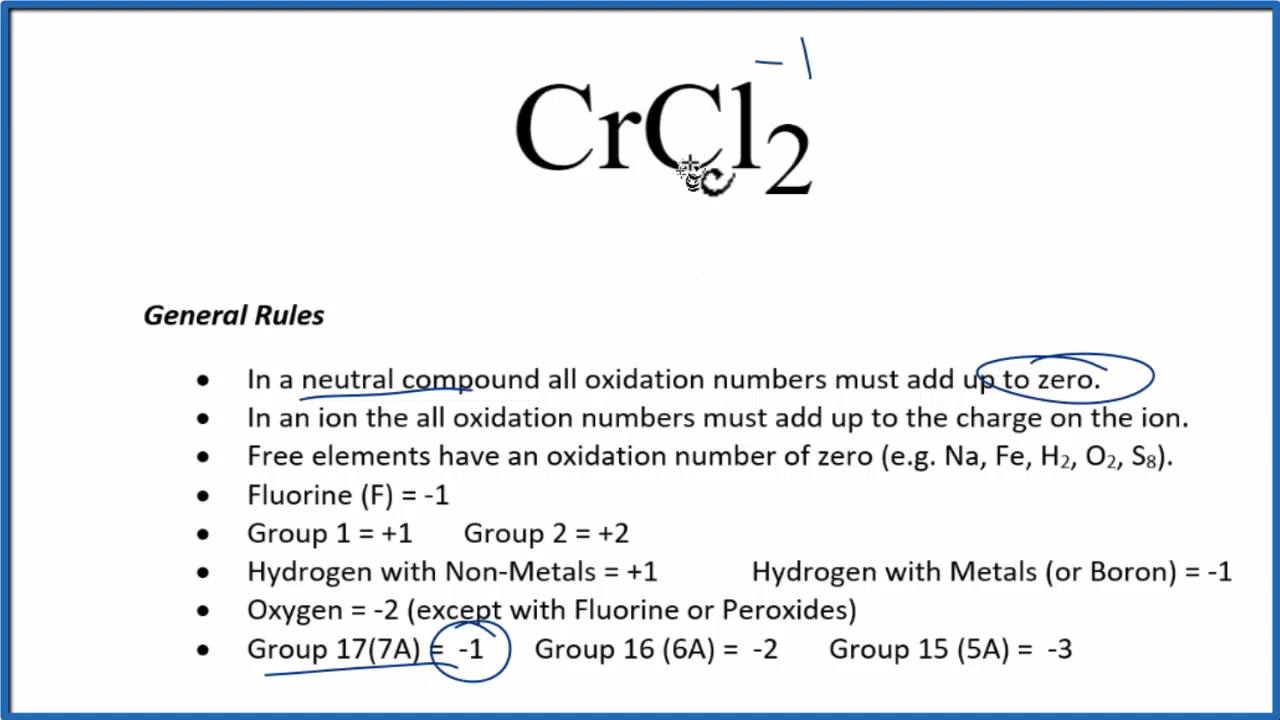 -1
CrCl₂
General Rules
• In a neutral compound all oxidation numbers must add up to zero.
• In an ion the all oxidation numbers must add up to the charge on the ion.
• Free elements have an oxidation number of zero (e.g. Na, Fe, H₂, O₂, S₈).
• Fluorine (F) = -1
• Group 1 = +1 Group 2 = +2
• Hydrogen with Non-Metals = +1 Hydrogen with Metals (or Boron) = -1
• Oxygen = -2 (except with Fluorine or Peroxides)
• Group 17(7A) = -1 Group 16 (6A) = -2 Group 15 (5A) = -3